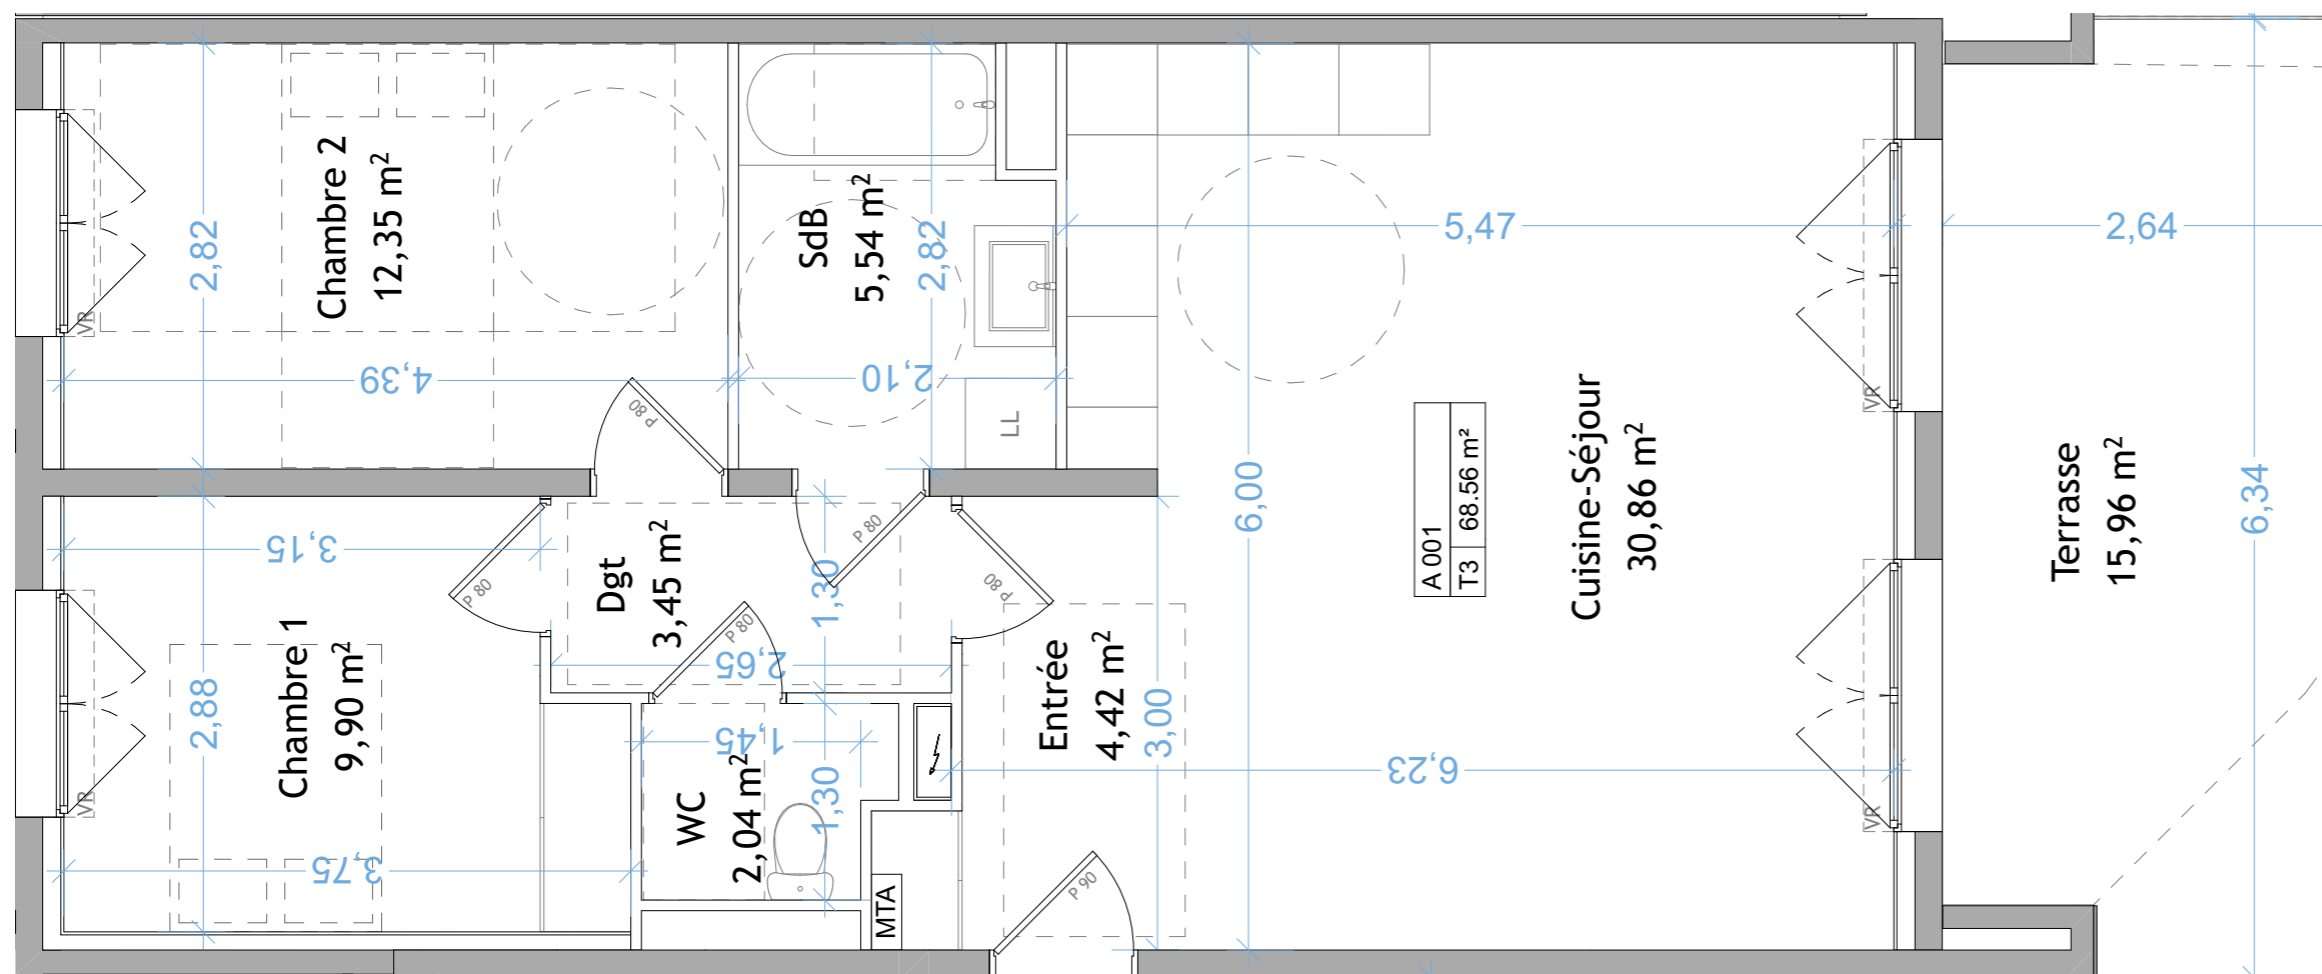 Chambre 2
12,35 m²
2,82
4,39
VR
P 80
SdB
5,54 m²
2,82
2,10
LL
5,47
2,64
6,00
VR
A 001
T3
68.56 m²
Cuisine-Séjour
30,86 m²
Terrasse
15,96 m²
6,34
3,15
P 80
Dgt
3,45 m²
P 80
1,30
P 80
P 80
2,65
Chambre 1
9,90 m²
2,88
VR
3,75
WC
2,04 m²
1,45
1,30
MTA
Entrée
4,42 m²
3,00
6,23
P 90
VR